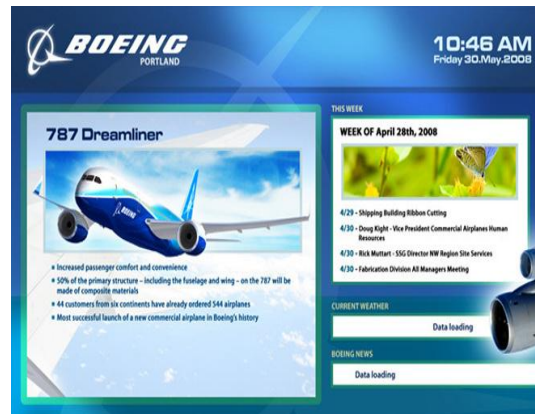 BOEING
PORTLAND
10:46 AM
Friday 30.May.2008
787 Dreamliner
BOEING
• Increased passenger comfort and convenience
• 50% of the primary structure – including the fuselage and wing – on the 787 will be
made of composite materials
• 44 customers from six continents have already ordered 544 airplanes
• Most successful launch of a new commercial airplane in Boeing's history
THIS WEEK
WEEK OF April 28th, 2008
4/29 - Shipping Building Ribbon Cutting
4/30 - Doug Kight - Vice President Commercial Airplanes Human
Resources
4/30 - Rick Muttart - SSG Director NW Region Site Services
4/30 - Fabrication Division All Managers Meeting
CURRENT WEATHER
Data loading
BOEING NEWS
Data loading